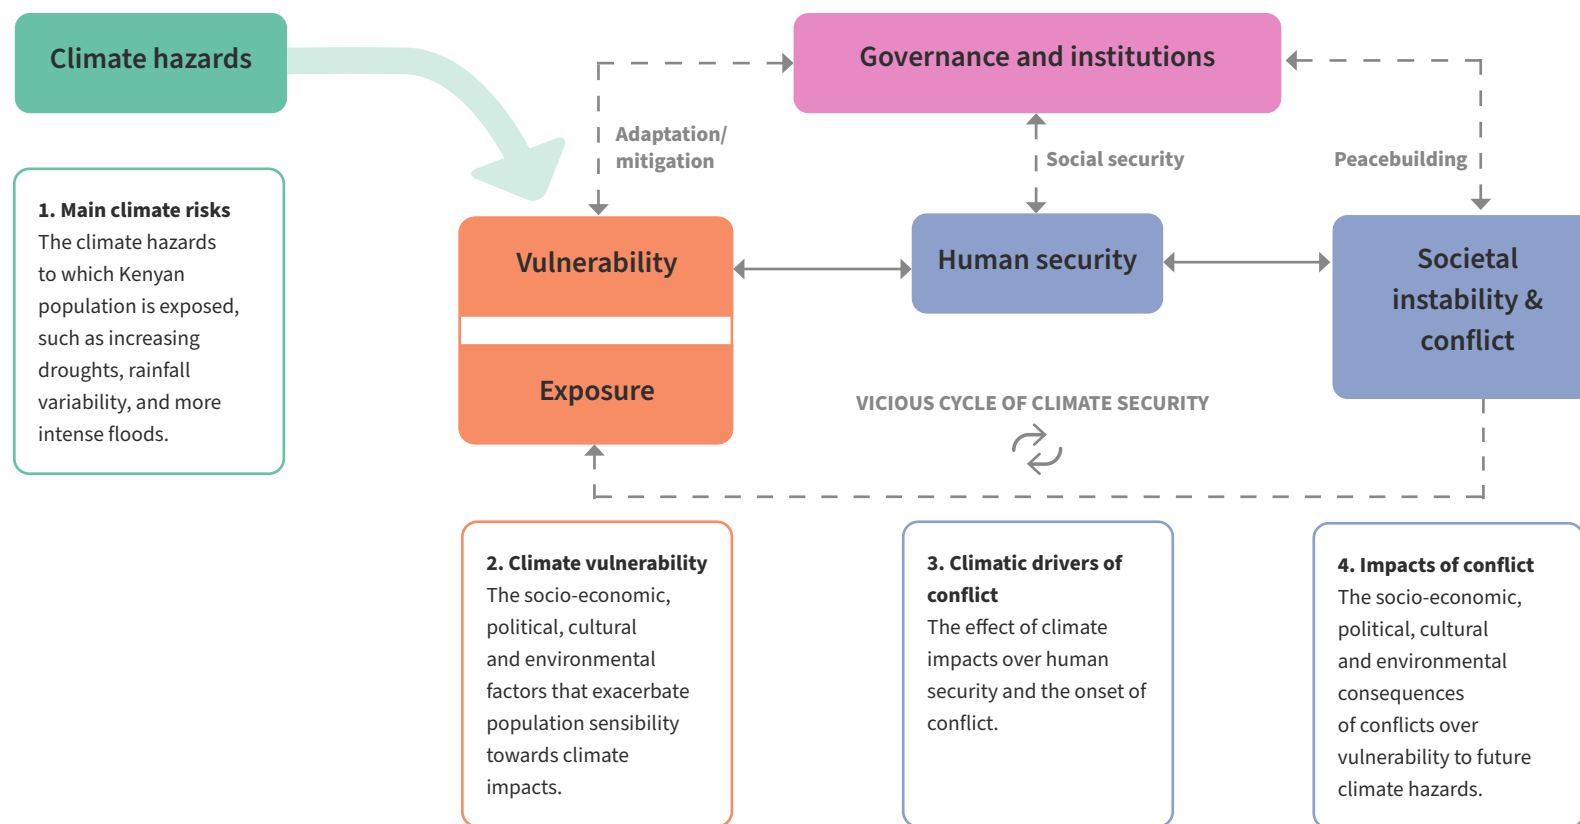 Climate hazards
Governance and institutions
Adaptation/
mitigation
Social security
Peacebuilding
1. Main climate risks
The climate hazards
to which Kenyan
population is exposed,
such as increasing
droughts, rainfall
variability, and more
intense floods.
Vulnerability
Exposure
Human security
Societal
instability &
conflict
VICIOUS CYCLE OF CLIMATE SECURITY
2. Climate vulnerability
The socio-economic,
political, cultural
and environmental
factors that exacerbate
population sensibility
towards climate
impacts.
3. Climatic drivers of
conflict
The effect of climate
impacts over human
security and the onset of
conflict.
4. Impacts of conflict
The socio-economic,
political, cultural
and environmental
consequences
of conflicts over
vulnerability to future
climate hazards.